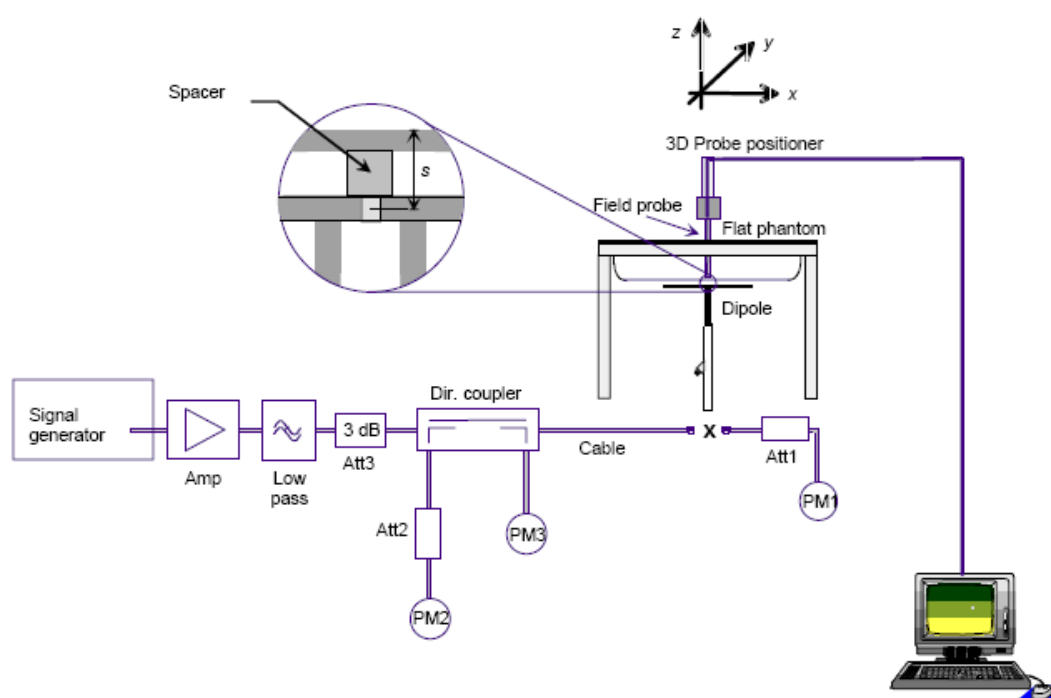 z
y
x
Spacer
s
3D Probe positioner
Field probe
Flat phantom
Dipole
Signal
generator
Amp
Low
pass
3 dB
Att3
Dir. coupler
Cable
X
Att1
PM1
Att2
PM3
PM2